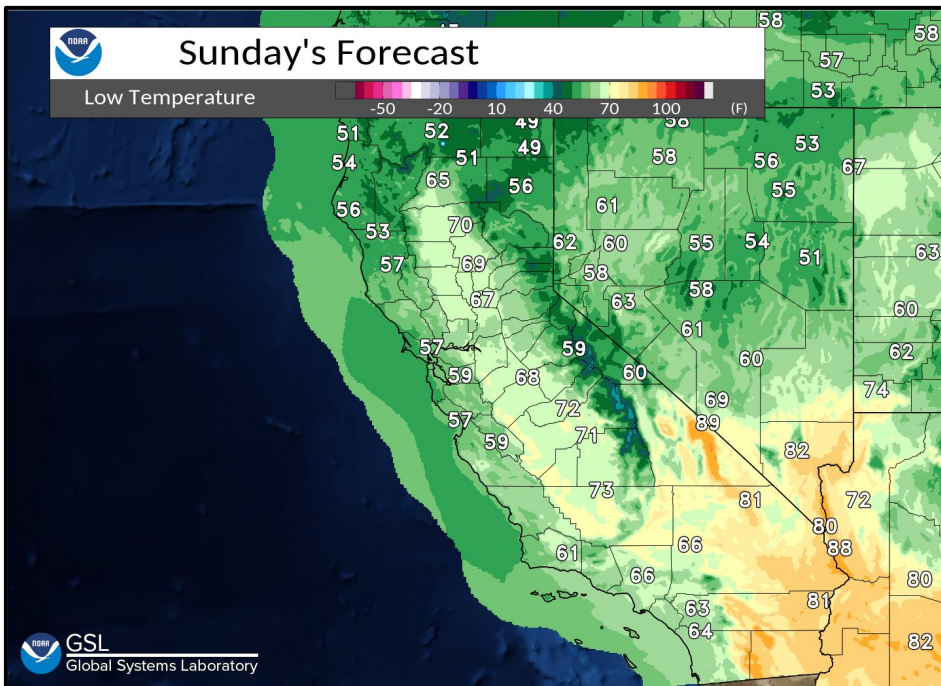 NOAA
Sunday's Forecast
Low Temperature
-50 -20 10 40 70 100 (F)
58
58
57
53
51 52 49 58 53
54 51 49 58 56 67
65 56 55
56 70 61
53 62 60 55 54 51 63
57 69 58
67 63 58 60
57 59 61 60 62
59 68 60 69 74
57 72 89
59 71 82
73 81 72
80
61 66 88
66 80
63 81
64 82
NOAA
GSL
Global Systems Laboratory